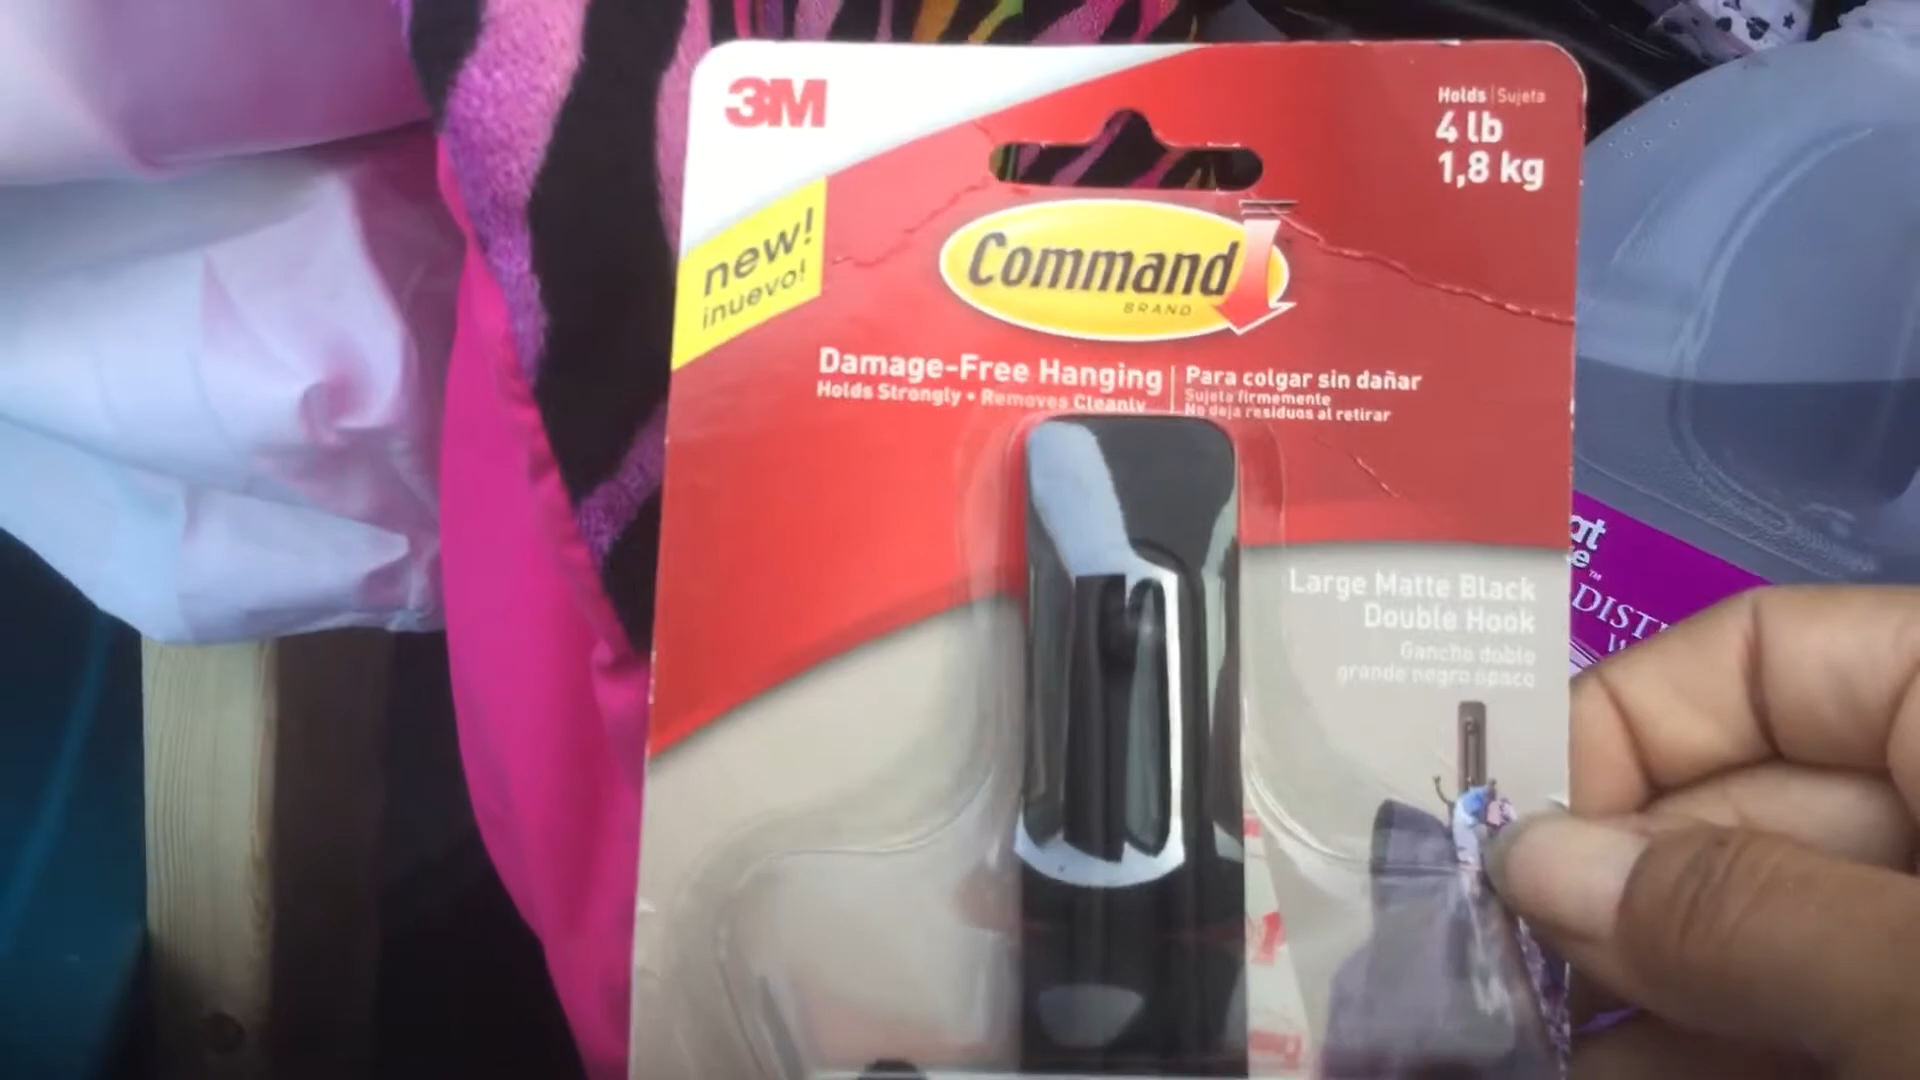 3M
Holds | Sujeta
4 lb
1,8 kg
new!
¡nuevo!
Command
BRAND
Damage-Free Hanging
Holds Strongly • Removes Cleanly
Para colgar sin dañar
Sujeta firmemente
No deja residuos al retirar
Large Matte Black
Double Hook
Gancho doble
grande negro opaco
at
DIST